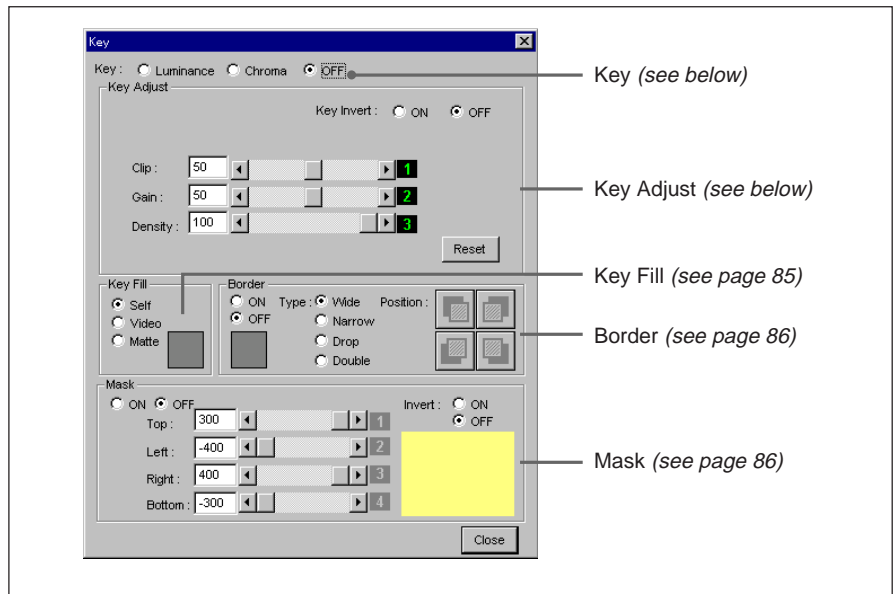 Key
Key : Luminance Chroma OFF
Key (see below)
Key Adjust
Key Invert : ON OFF
Clip : 50 1
Gain : 50 2
Key Adjust (see below)
Density : 100 3
Reset
Key Fill (see page 85)
Key Fill
Self
Video
Matte
Border
ON
OFF
Type : Wide
Narrow
Drop
Double
Position :
Border (see page 86)
Mask
ON OFF
Invert : ON
OFF
Top : 300 1
Left : -400 2
Right : 400 3
Bottom : -300 4
Mask (see page 86)
Close